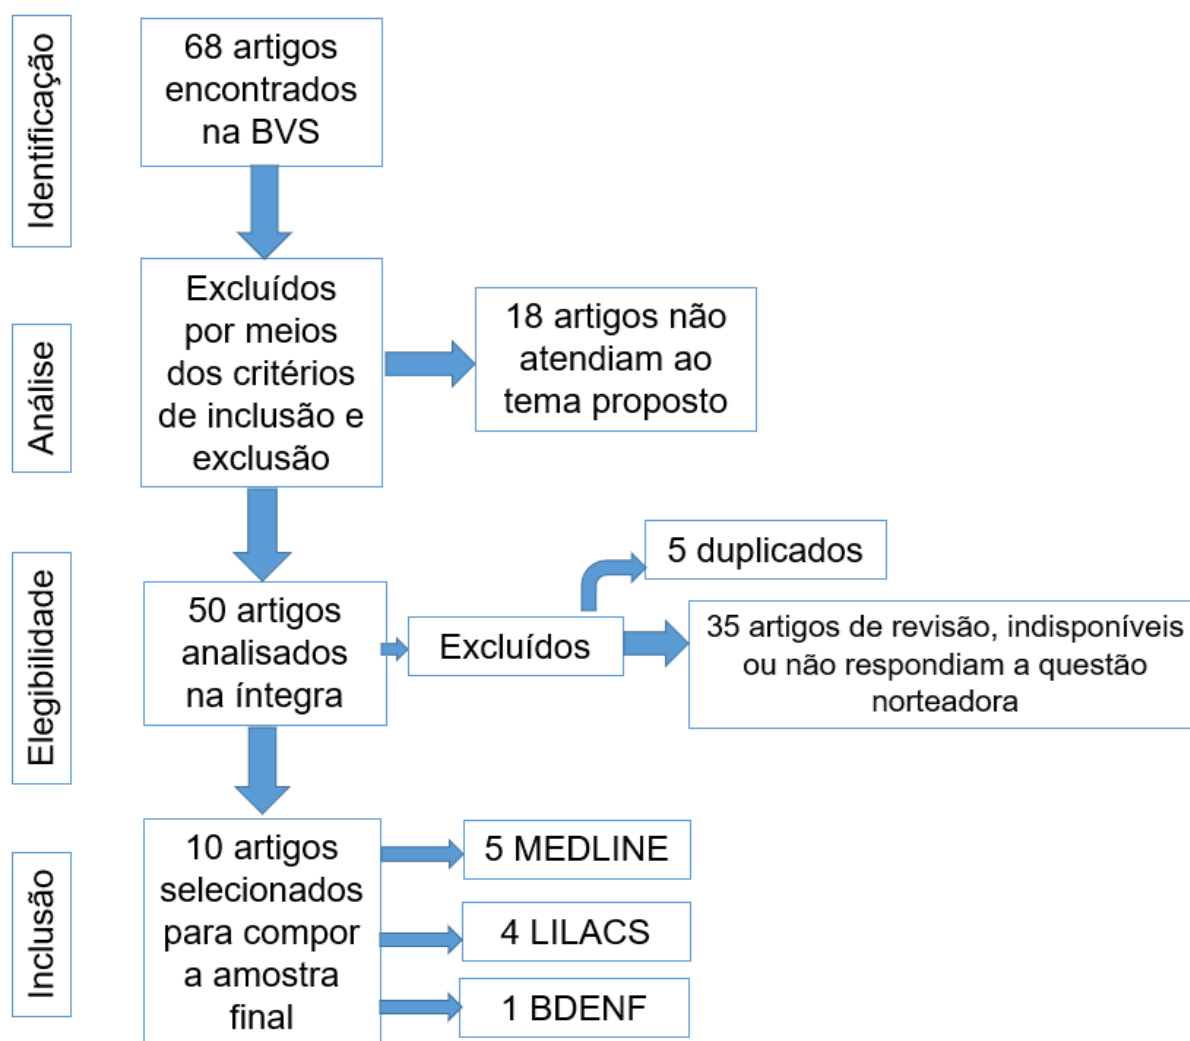 Identificação
68 artigos
encontrados
na BVS
Análise
Excluídos
por meios
dos critérios
de inclusão e
exclusão
18 artigos não
atendiam ao
tema proposto
Elegibilidade
50 artigos
analisados
na íntegra
Excluídos
5 duplicados
35 artigos de revisão, indisponíveis
ou não respondiam a questão
norteadora
Inclusão
10 artigos
selecionados
para compor
a amostra
final
5 MEDLINE
4 LILACS
1 BDENF